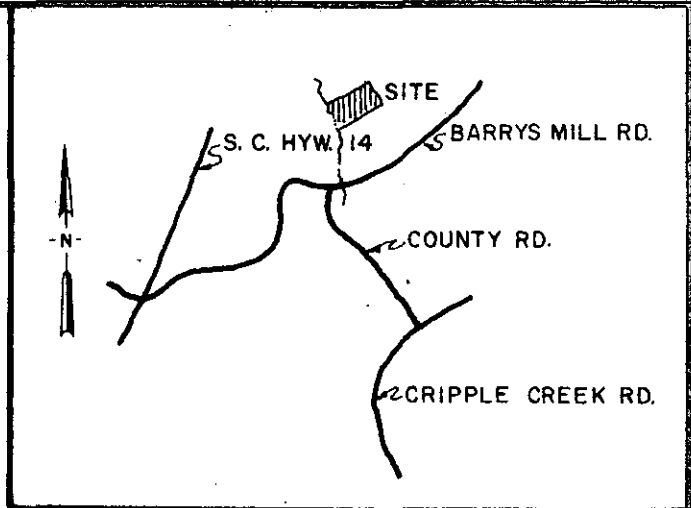 SITE
S. C. HYW. 14
BARRYS MILL RD.
-N-
COUNTY RD.
CRIPPLE CREEK RD.